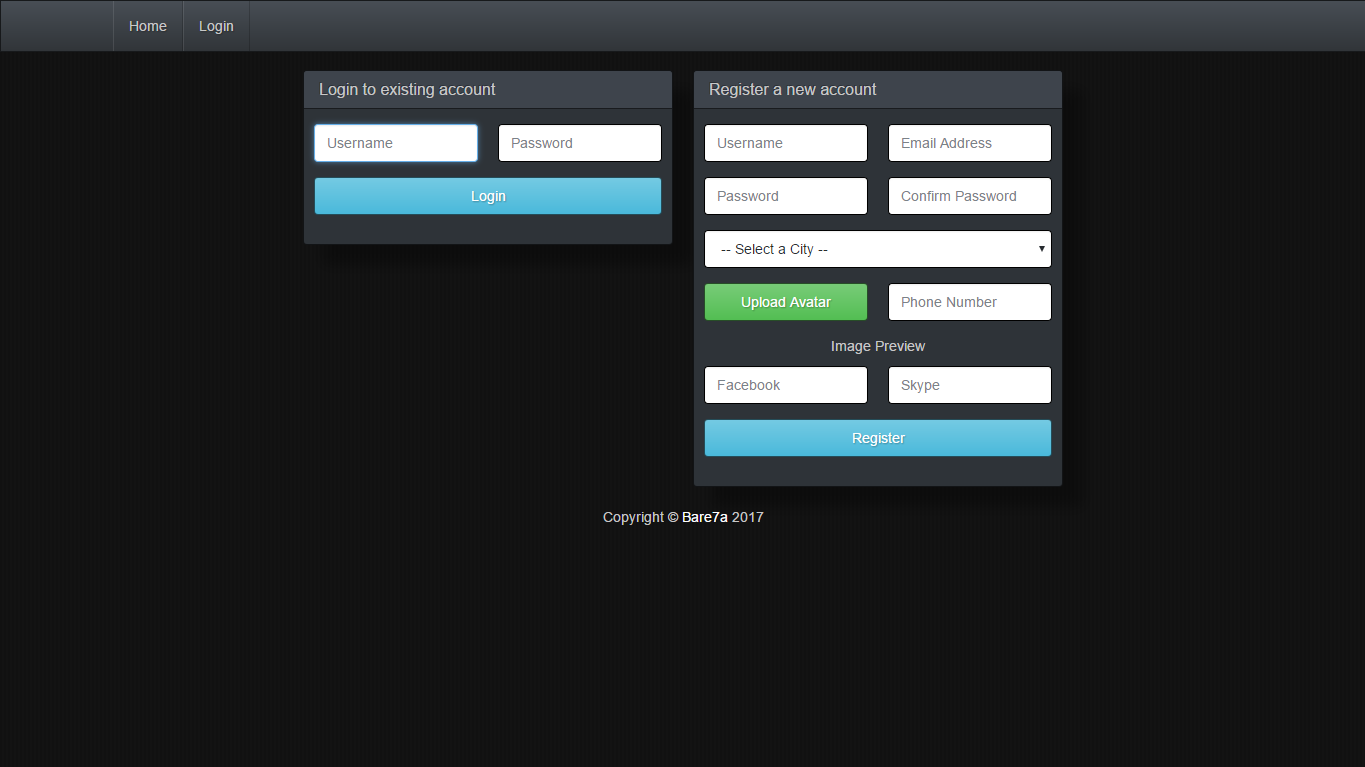 Home Login
Login to existing account
Username Password
Login
Register a new account
Username Email Address
Password Confirm Password
-- Select a City --
Upload Avatar Phone Number
Image Preview
Facebook Skype
Register
Copyright © Bare7a 2017